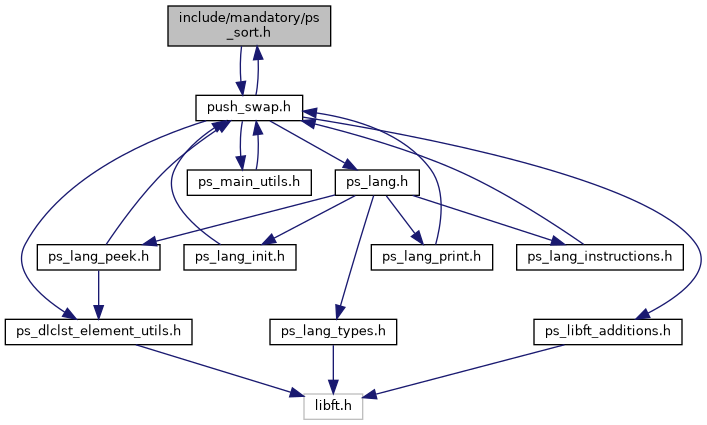 include/mandatory/ps
_sort.h
push_swap.h
ps_main_utils.h
ps_lang.h
ps_lang_peek.h
ps_lang_init.h
ps_lang_print.h
ps_lang_instructions.h
ps_dlclst_element_utils.h
ps_lang_types.h
ps_libft_additions.h
libft.h